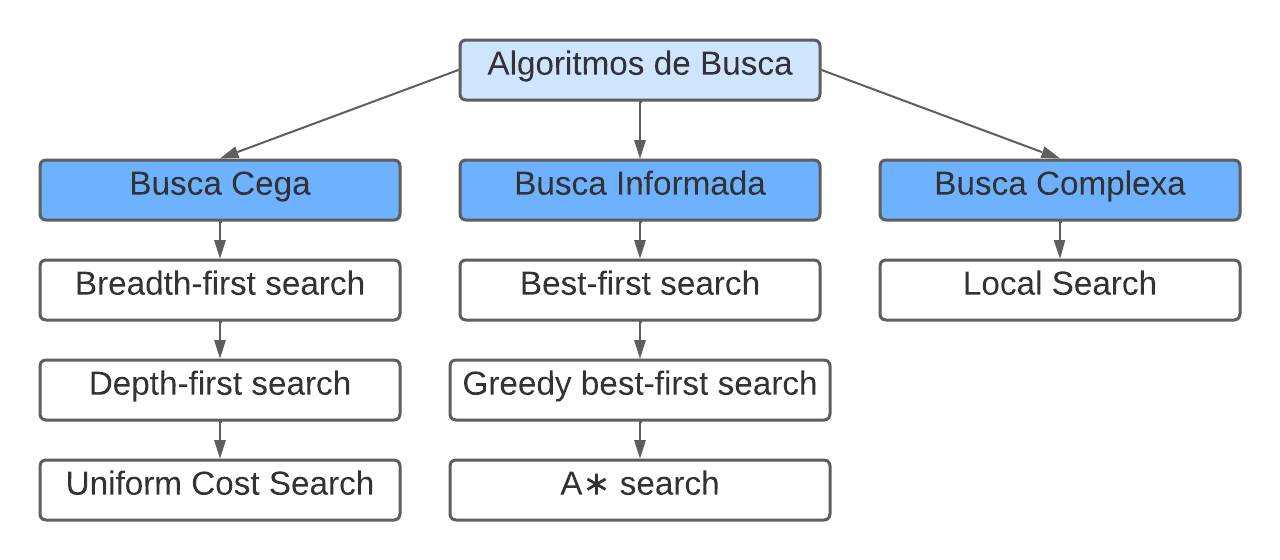 Algoritmos de Busca
Busca Cega
Busca Informada
Busca Complexa
Breadth-first search
Best-first search
Local Search
Depth-first search
Greedy best-first search
Uniform Cost Search
A∗ search